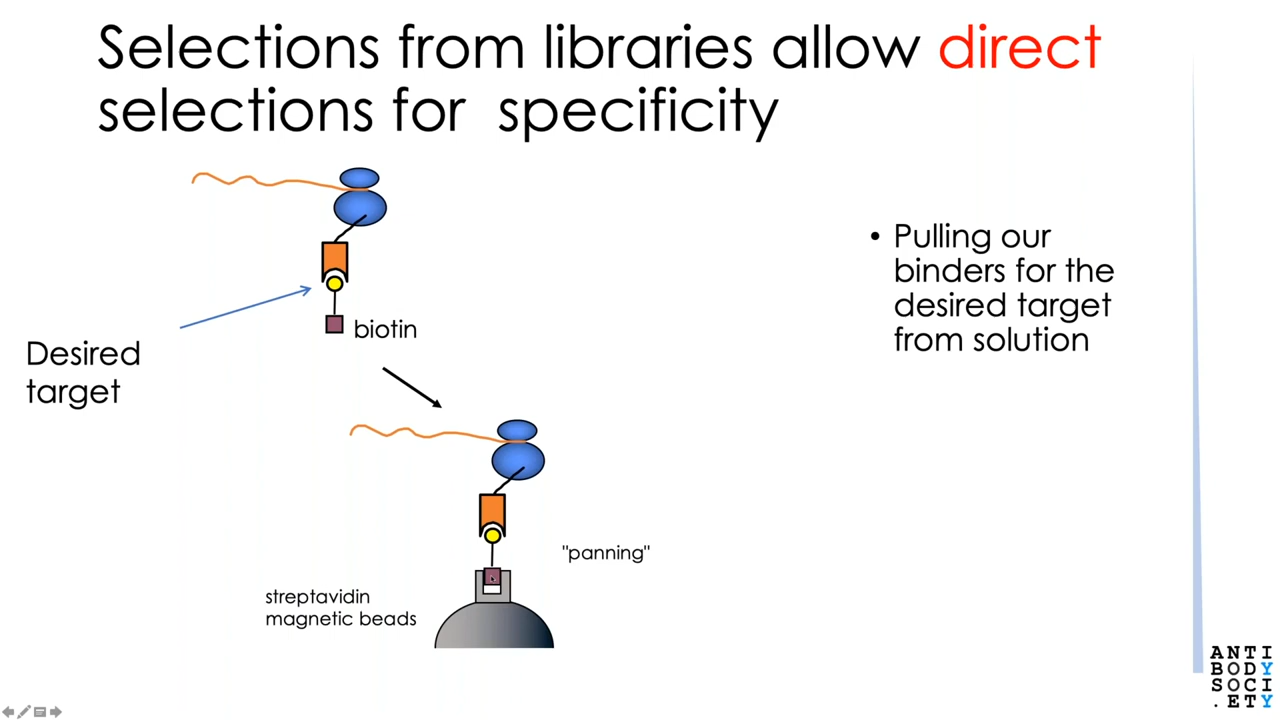 Selections from libraries allow direct
selections for specificity
• Pulling our
binders for the
desired target
from solution
biotin
Desired
target
"panning"
streptavidin
magnetic beads
ANTI
BODY
SOCI
.ETY